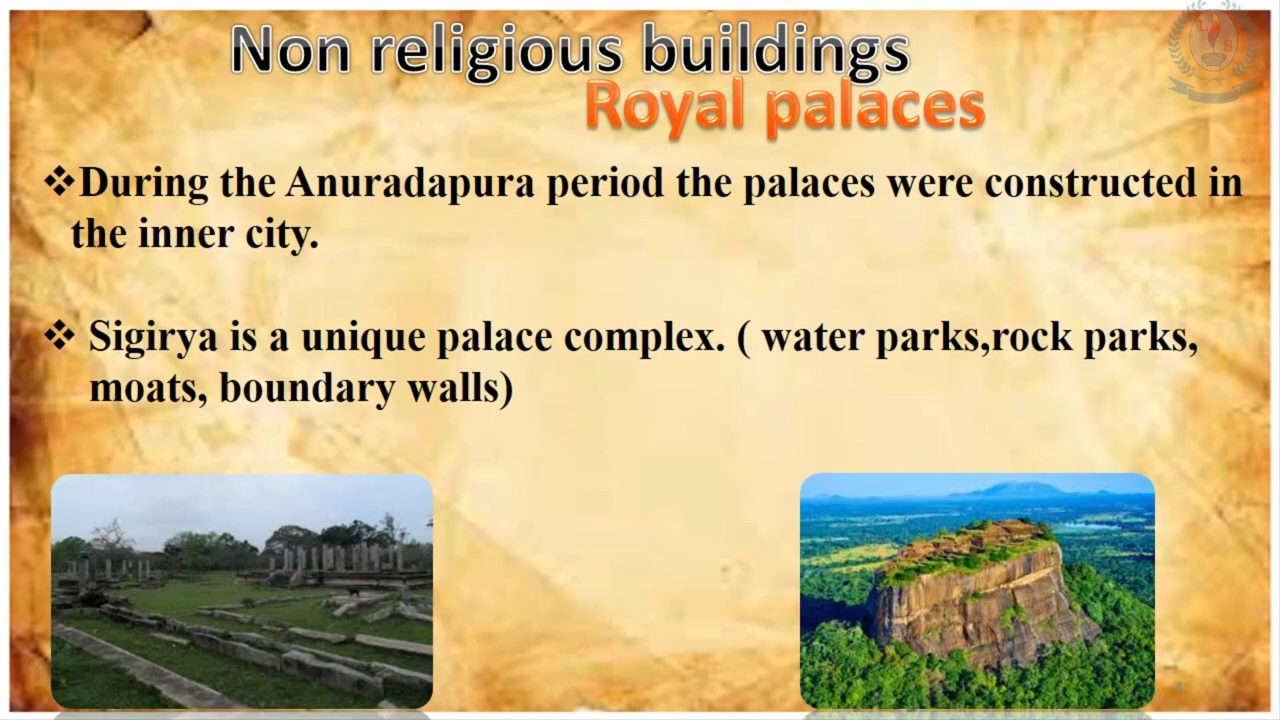 Non religious buildings
Royal palaces
❖During the Anuradapura period the palaces were constructed in
the inner city.
❖ Sigirya is a unique palace complex. ( water parks,rock parks,
moats, boundary walls)
L S
4